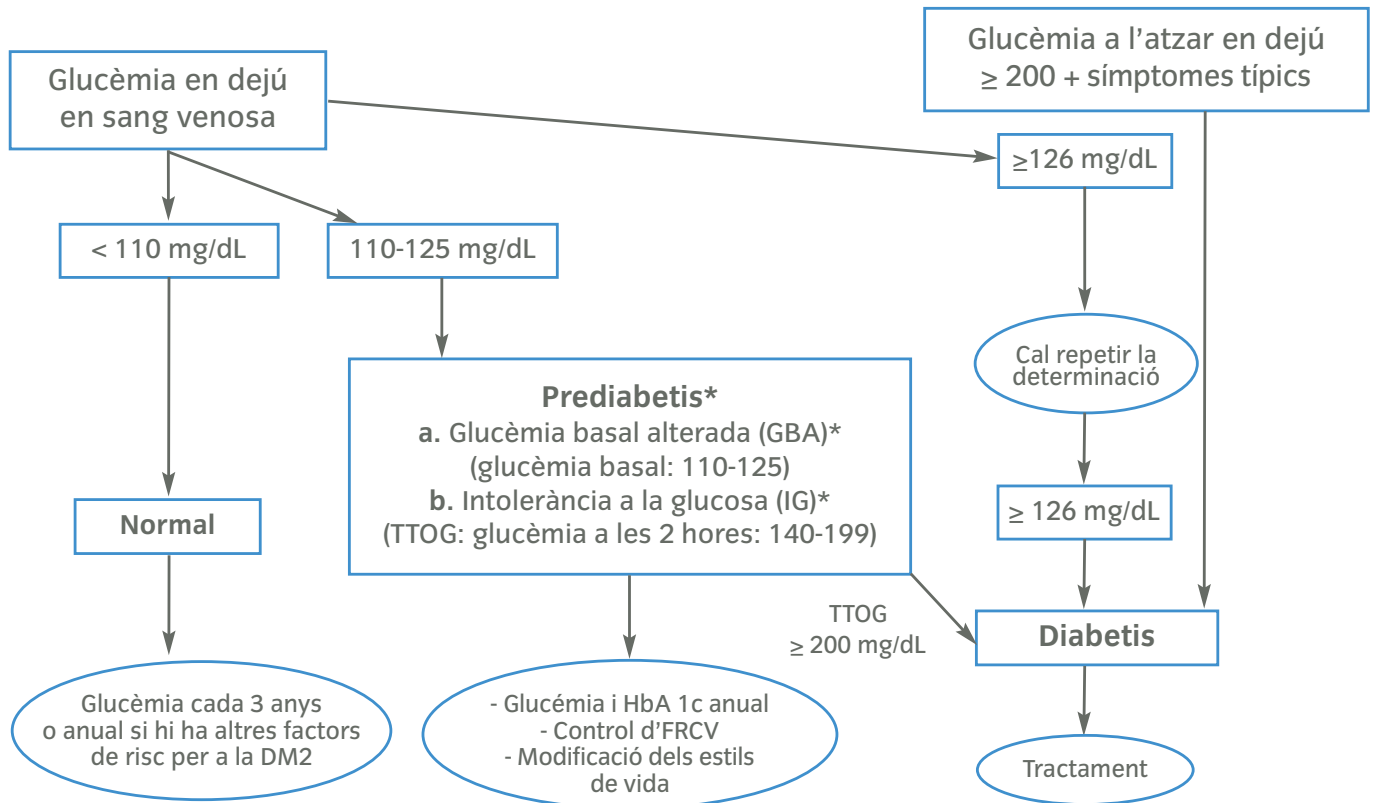 Glucèmia en dejú
en sang venosa
Glucèmia a l’atzar en dejú
≥ 200 + símptomes típics
≥126 mg/dL
< 110 mg/dL
110-125 mg/dL
Cal repetir la
determinació
Prediabetis*
a. Glucèmia basal alterada (GBA)*
(glucèmia basal: 110-125)
b. Intolerància a la glucosa (IG)*
(TTOG: glucèmia a les 2 hores: 140-199)
Normal
≥ 126 mg/dL
TTOG
≥ 200 mg/dL
Diabetis
Glucèmia cada 3 anys
o anual si hi ha altres factors
de risc per a la DM2
- Glucémia i HbA 1c anual
- Control d’FRCV
- Modificació dels estils
de vida
Tractament